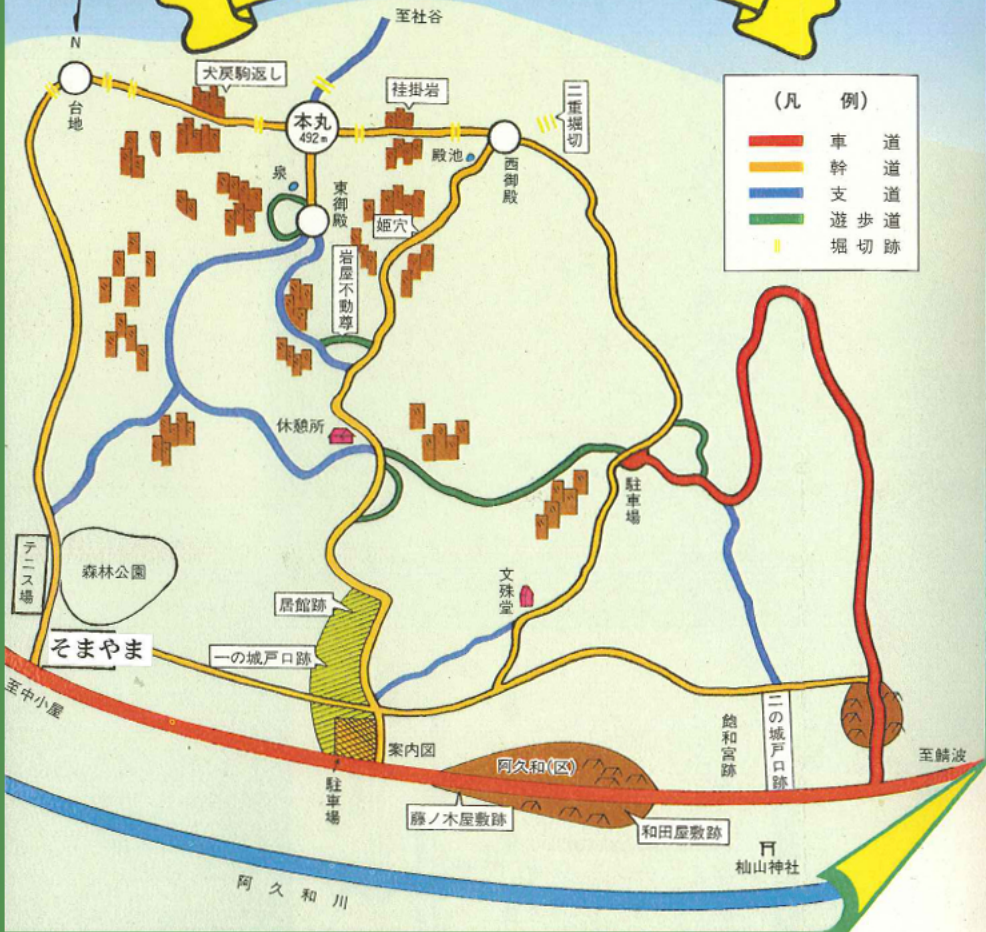 至社谷
N
台地
犬戻駒返し
本丸
492m
袿掛岩
二重堀切
殿池
西御殿
泉
東御殿
姫穴
岩屋不動尊
(凡 例)
車 道
幹 道
支 道
遊 歩 道
堀 切 跡
休憩所
駐車場
テニス場
森林公園
文殊堂
居館跡
そまやま
一の城戸口跡
至中小屋
案内図
駐車場
阿久和(区)
藤ノ木屋敷跡
和田屋敷跡
飽和宮跡
二の城戸口跡
至鯖波
杣山神社
阿久和川